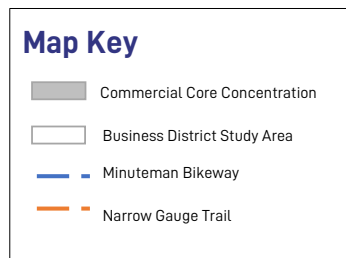 Map Key
Commercial Core Concentration
Business District Study Area
Minuteman Bikeway
Narrow Gauge Trail